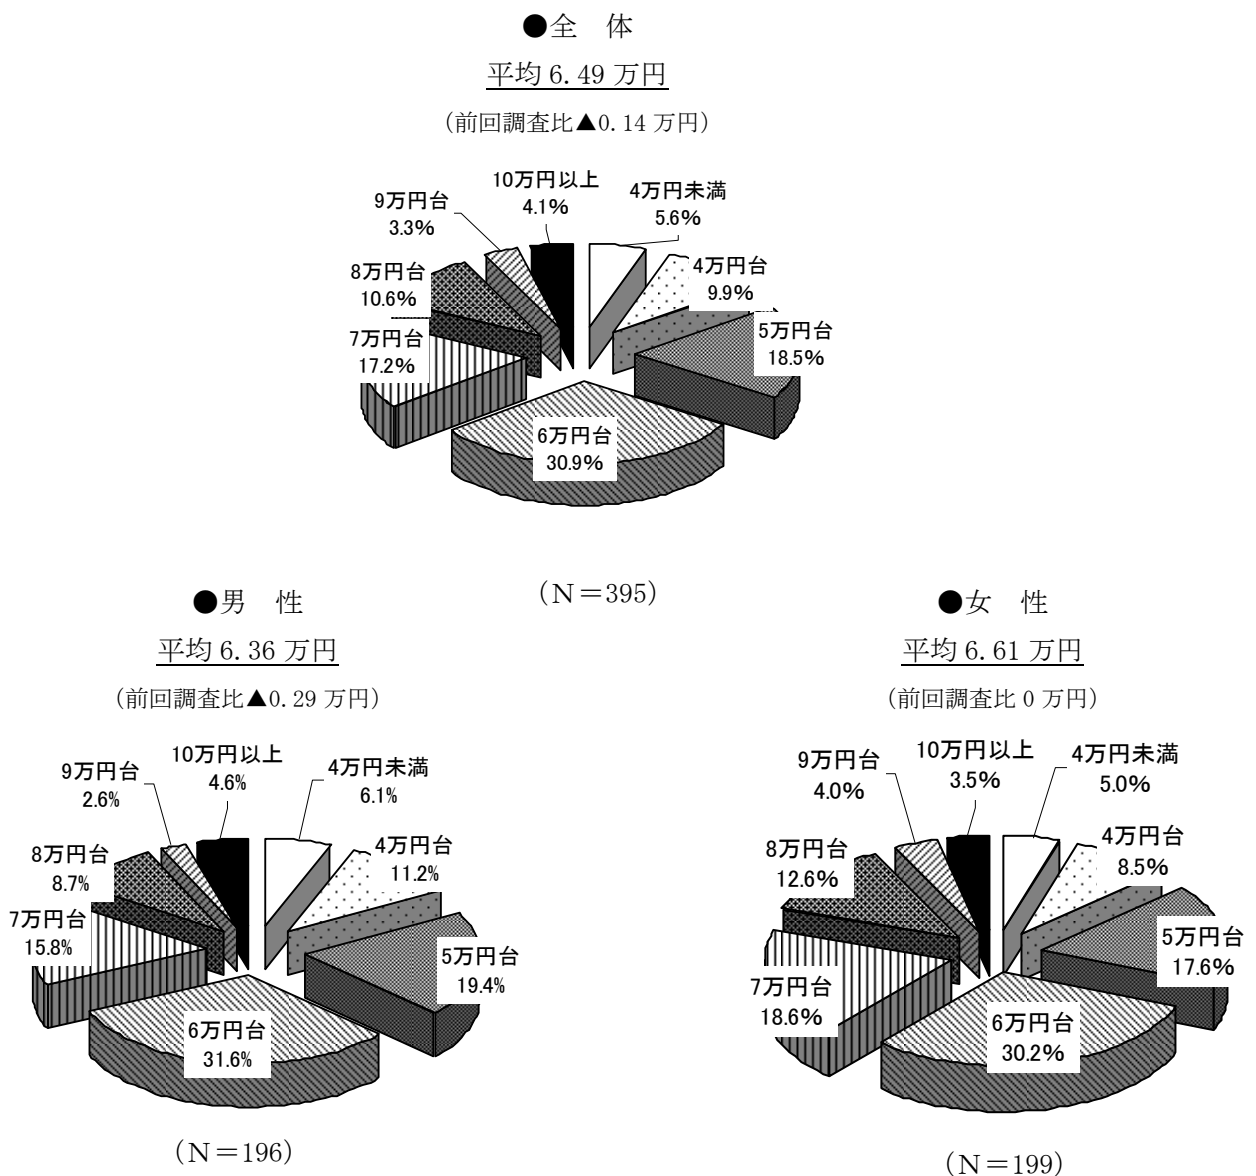 ●全　体
平均 6.49 万円
（前回調査比▲0.14 万円）
10万円以上
4.1%
4万円未満
5.6%
9万円台
3.3%
4万円台
9.9%
8万円台
10.6%
5万円台
18.5%
7万円台
17.2%
6万円台
30.9%
（Ｎ＝395）
●男　性
平均 6.36 万円
（前回調査比▲0.29 万円）
10万円以上
4.6%
4万円未満
6.1%
9万円台
2.6%
4万円台
11.2%
8万円台
8.7%
7万円台
15.8%
5万円台
19.4%
6万円台
31.6%
（Ｎ＝196）
●女　性
平均 6.61 万円
（前回調査比 0 万円）
10万円以上
3.5%
4万円未満
5.0%
9万円台
4.0%
4万円台
8.5%
8万円台
12.6%
5万円台
17.6%
7万円台
18.6%
6万円台
30.2%
（Ｎ＝199）